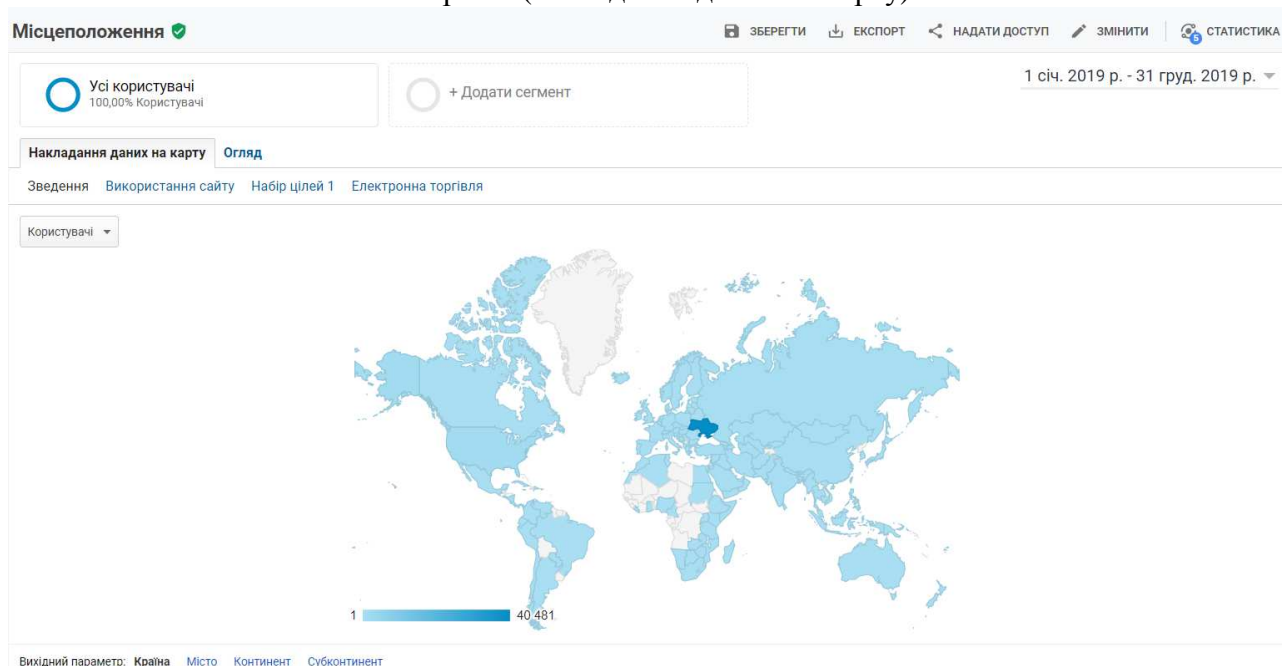 Місцеположення
ЗБЕРЕГТИ ЕКСПОРТ НАДАТИ ДОСТУП ЗМІНИТИ 5 СТАТИСТИКА
Усі користувачі
100,00% Користувачі
+ Додати сегмент
1 січ. 2019 р. - 31 груд. 2019 р.
Накладання даних на карту Огляд
Зведення Використання сайту Набір цілей 1 Електронна торгівля
Користувачі
1 40 481
Вихідний параметр: Країна Місто Континент Субконтинент